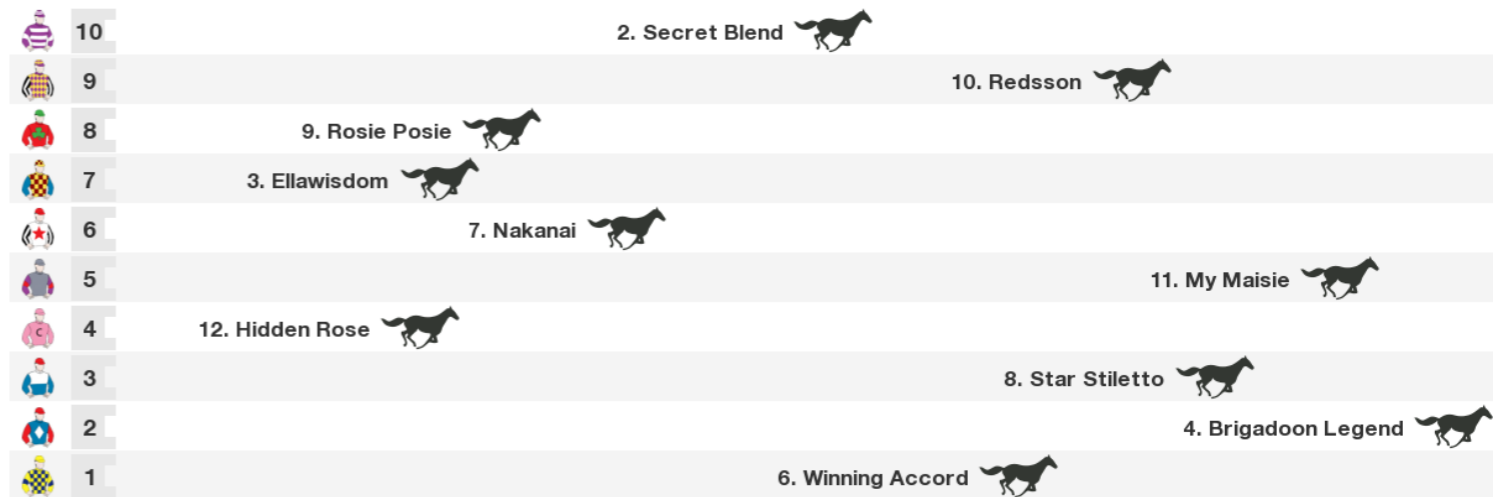 10 2. Secret Blend
9 10. Redsson
8 9. Rosie Posie
7 3. Ellawisdom
6 7. Nakanai
5 11. My Maisie
C 4 12. Hidden Rose
3 8. Star Stiletto
2 4. Brigadoon Legend
1 6. Winning Accord